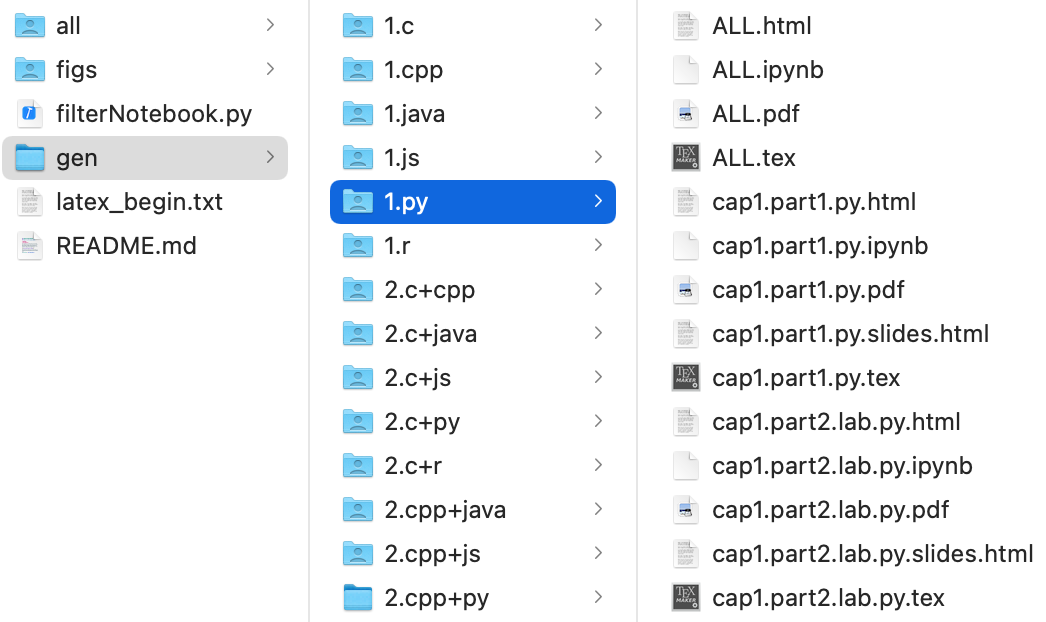 all
figs
filterNotebook.py
gen
latex_begin.txt
README.md
1.c
1.cpp
1.java
1.js
1.py
1.r
2.c+cpp
2.c+java
2.c+js
2.c+py
2.c+r
2.cpp+java
2.cpp+js
2.cpp+py
ALL.html
ALL.ipynb
ALL.pdf
ALL.tex
cap1.part1.py.html
cap1.part1.py.ipynb
cap1.part1.py.pdf
cap1.part1.py.slides.html
cap1.part1.py.tex
cap1.part2.lab.py.html
cap1.part2.lab.py.ipynb
cap1.part2.lab.py.pdf
cap1.part2.lab.py.slides.html
cap1.part2.lab.py.tex